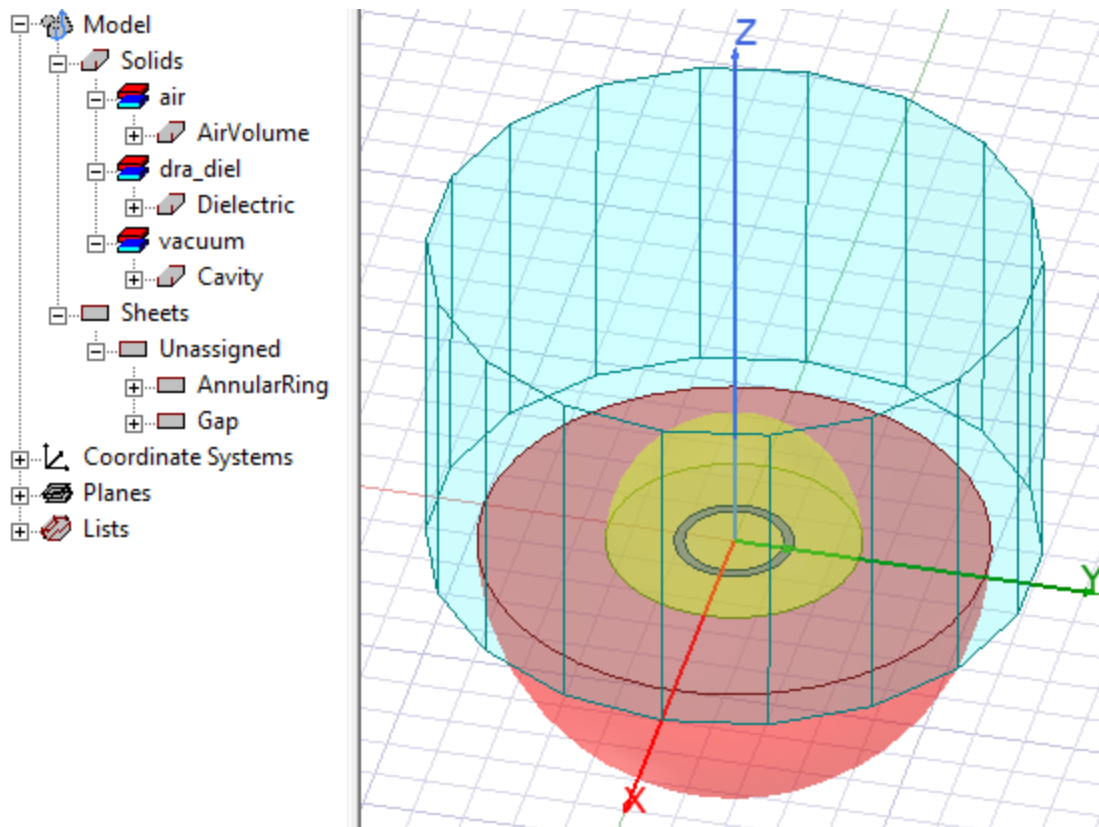 Model
Solids
air
AirVolume
dra_diel
Dielectric
vacuum
Cavity
Sheets
Unassigned
AnnularRing
Gap
Coordinate Systems
Planes
Lists
Z
Y
X